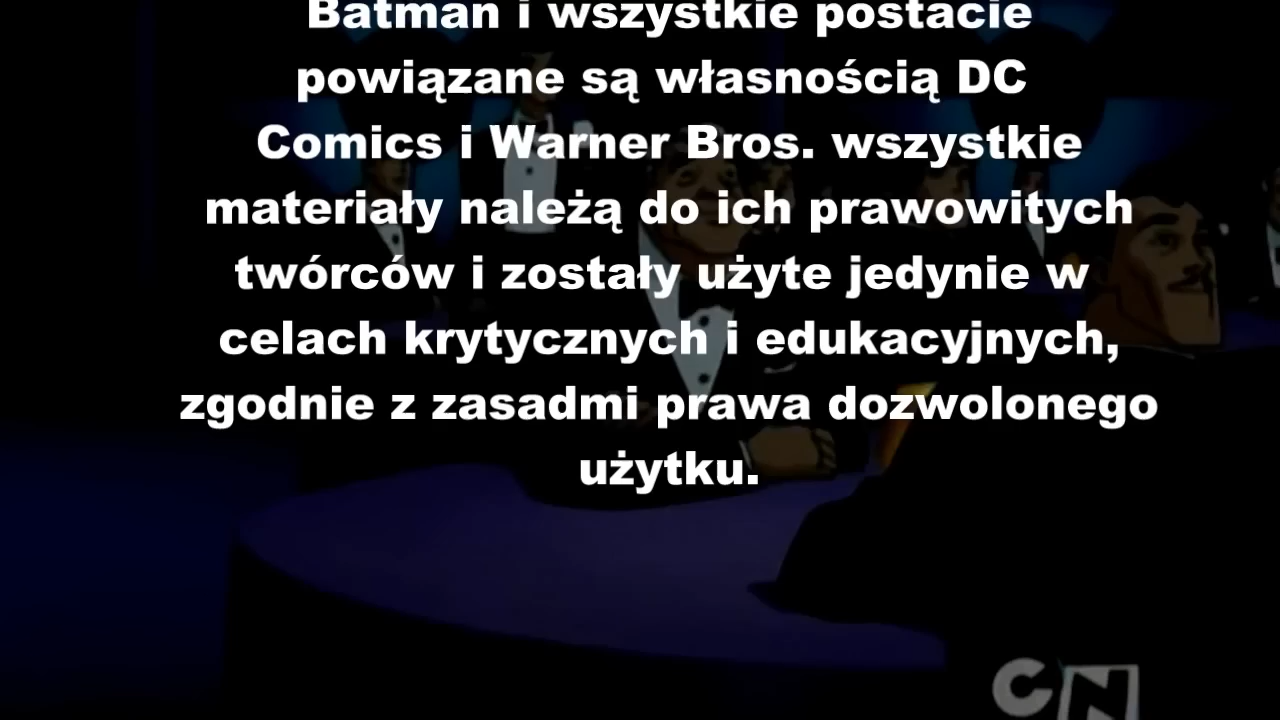 Batman i wszystkie postacie
powiązane są własnością DC
Comics i Warner Bros. wszystkie
materiały należą do ich prawowitych
twórców i zostały użyte jedynie w
celach krytycznych i edukacyjnych,
zgodnie z zasadmi prawa dozwolonego
użytku.
CN